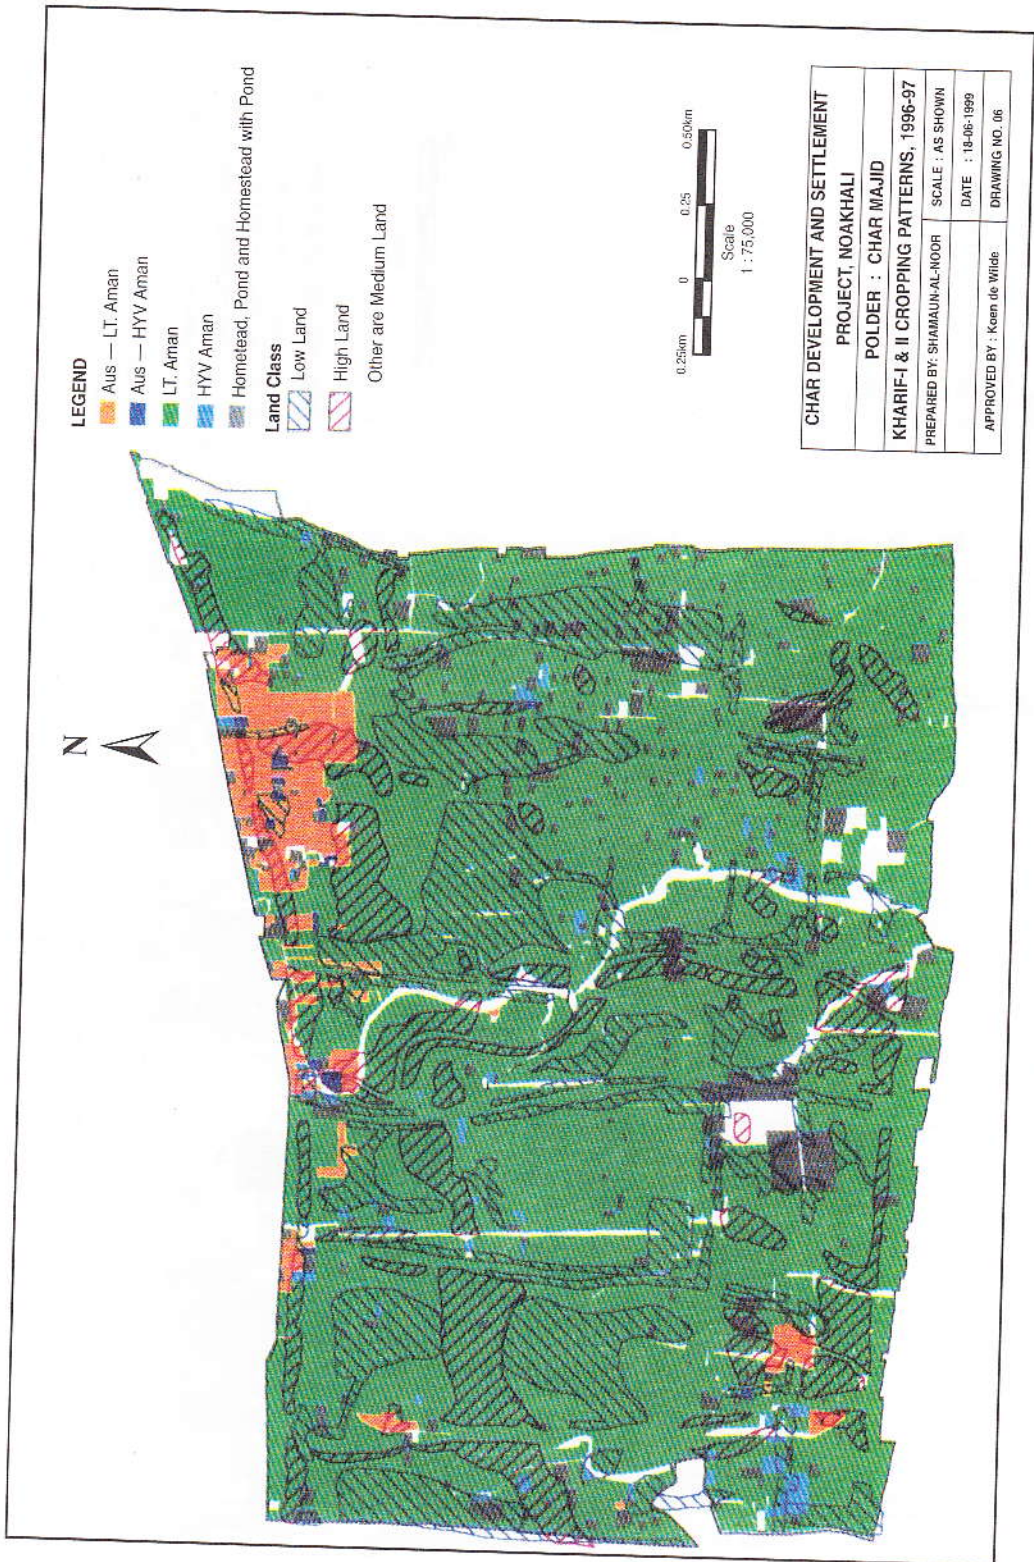 N
LEGEND
Aus — LT. Aman
Aus — HYV Aman
LT. Aman
HYV Aman
Hometead, Pond and Homestead with Pond
Land Class
Low Land
High Land
Other are Medium Land
0.25km 0 0.25 0.50km
Scale
1 : 75,000
CHAR DEVELOPMENT AND SETTLEMENT
PROJECT, NOAKHALI
POLDER : CHAR MAJID
KHARIF-I & II CROPPING PATTERNS, 1996-97
PREPARED BY: SHAMAUN-AL-NOOR
SCALE : AS SHOWN
DATE : 18-06-1999
APPROVED BY : Koen de Wilde
DRAWING NO. 06